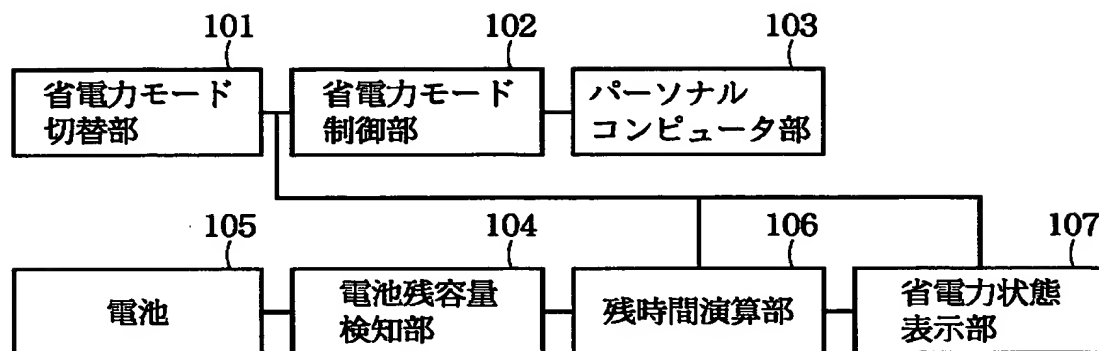 101
102
103
省電力モード
切替部
省電力モード
制御部
パーソナル
コンピュータ部
105
104
106
107
電池
電池残容量
検知部
残時間演算部
省電力状態
表示部